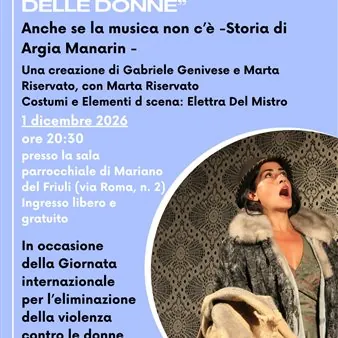 DELLE DONNE”
Anche se la musica non c’è -Storia di
Argia Manarin -
Una creazione di Gabriele Genivese e Marta
Riservato, con Marta Riservato
Costumi e Elementi d scena: Elettra Del Mistro
1 dicembre 2026
ore 20:30
presso la sala
parrocchiale di Mariano
del Friuli (via Roma, n. 2)
Ingresso libero e
gratuito
In occasione
della Giornata
internazionale
per l’eliminazione
della violenza
contro le donne